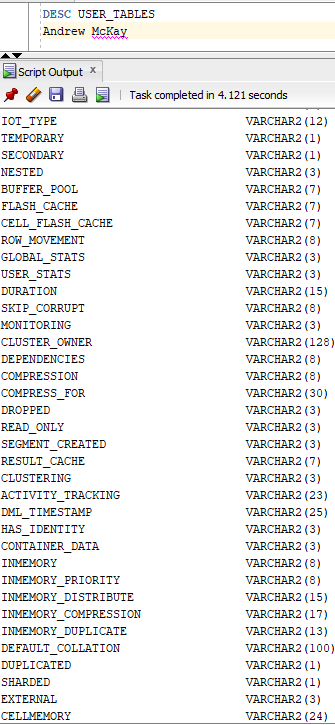 DESC USER_TABLES
Andrew McKay
Script Output x
Task completed in 4.121 seconds
IOT_TYPE VARCHAR2(12)
TEMPORARY VARCHAR2(1)
SECONDARY VARCHAR2(1)
NESTED VARCHAR2(3)
BUFFER_POOL VARCHAR2(7)
FLASH_CACHE VARCHAR2(7)
CELL_FLASH_CACHE VARCHAR2(7)
ROW_MOVEMENT VARCHAR2(8)
GLOBAL_STATS VARCHAR2(3)
USER_STATS VARCHAR2(3)
DURATION VARCHAR2(15)
SKIP_CORRUPT VARCHAR2(8)
MONITORING VARCHAR2(3)
CLUSTER_OWNER VARCHAR2(128)
DEPENDENCIES VARCHAR2(8)
COMPRESSION VARCHAR2(8)
COMPRESS_FOR VARCHAR2(30)
DROPPED VARCHAR2(3)
READ_ONLY VARCHAR2(3)
SEGMENT_CREATED VARCHAR2(3)
RESULT_CACHE VARCHAR2(7)
CLUSTERING VARCHAR2(3)
ACTIVITY_TRACKING VARCHAR2(23)
DML_TIMESTAMP VARCHAR2(25)
HAS_IDENTITY VARCHAR2(3)
CONTAINER_DATA VARCHAR2(3)
INMEMORY VARCHAR2(8)
INMEMORY_PRIORITY VARCHAR2(8)
INMEMORY_DISTRIBUTE VARCHAR2(15)
INMEMORY_COMPRESSION VARCHAR2(17)
INMEMORY_DUPLICATE VARCHAR2(13)
DEFAULT_COLLATION VARCHAR2(100)
DUPLICATED VARCHAR2(1)
SHARDED VARCHAR2(1)
EXTERNAL VARCHAR2(3)
CELLMEMORY VARCHAR2(24)